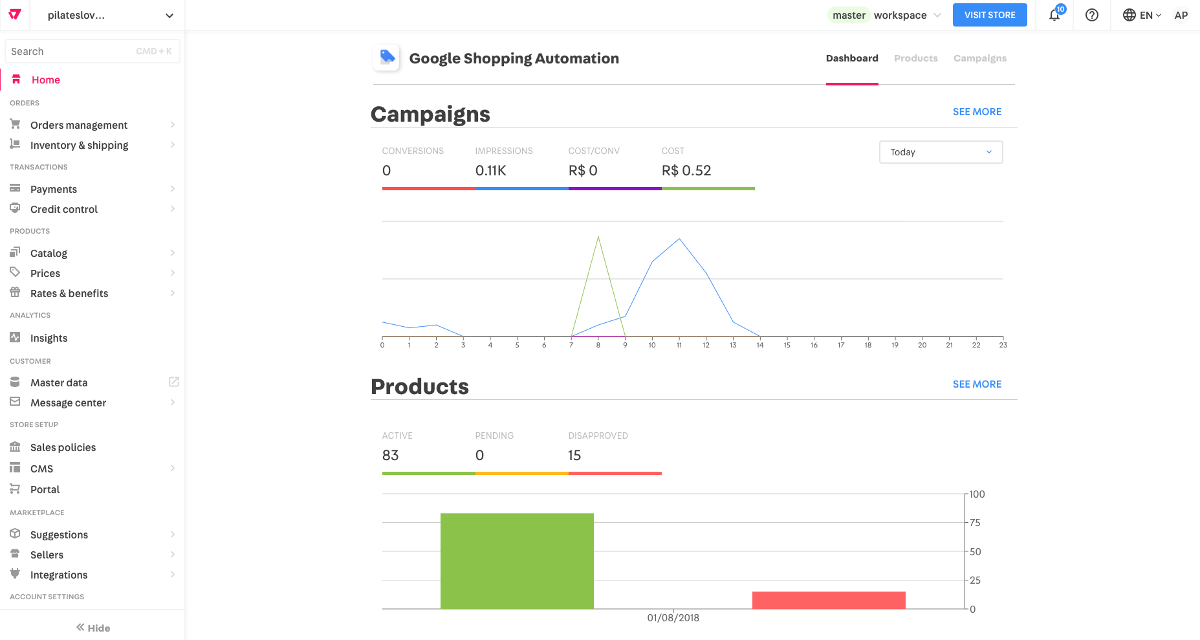 pilateslov...
master workspace
VISIT STORE
10
EN
AP
Search CMD + K
Home
ORDERS
Orders management
Inventory & shipping
TRANSACTIONS
Payments
Credit control
PRODUCTS
Catalog
Prices
Rates & benefits
ANALYTICS
Insights
CUSTOMER
Master data
Message center
STORE SETUP
Sales policies
CMS
Portal
MARKETPLACE
Suggestions
Sellers
Integrations
ACCOUNT SETTINGS
Hide
Google Shopping Automation
Dashboard Products Campaigns
Campaigns
SEE MORE
CONVERSIONS IMPRESSIONS COST/CONV COST
0 0.11K R$ 0 R$ 0.52
Today
0 1 2 3 4 5 6 7 8 9 10 11 12 13 14 15 16 17 18 19 20 21 22 23
Products
SEE MORE
ACTIVE PENDING DISAPPROVED
83 0 15
100
75
50
25
0
01/08/2018